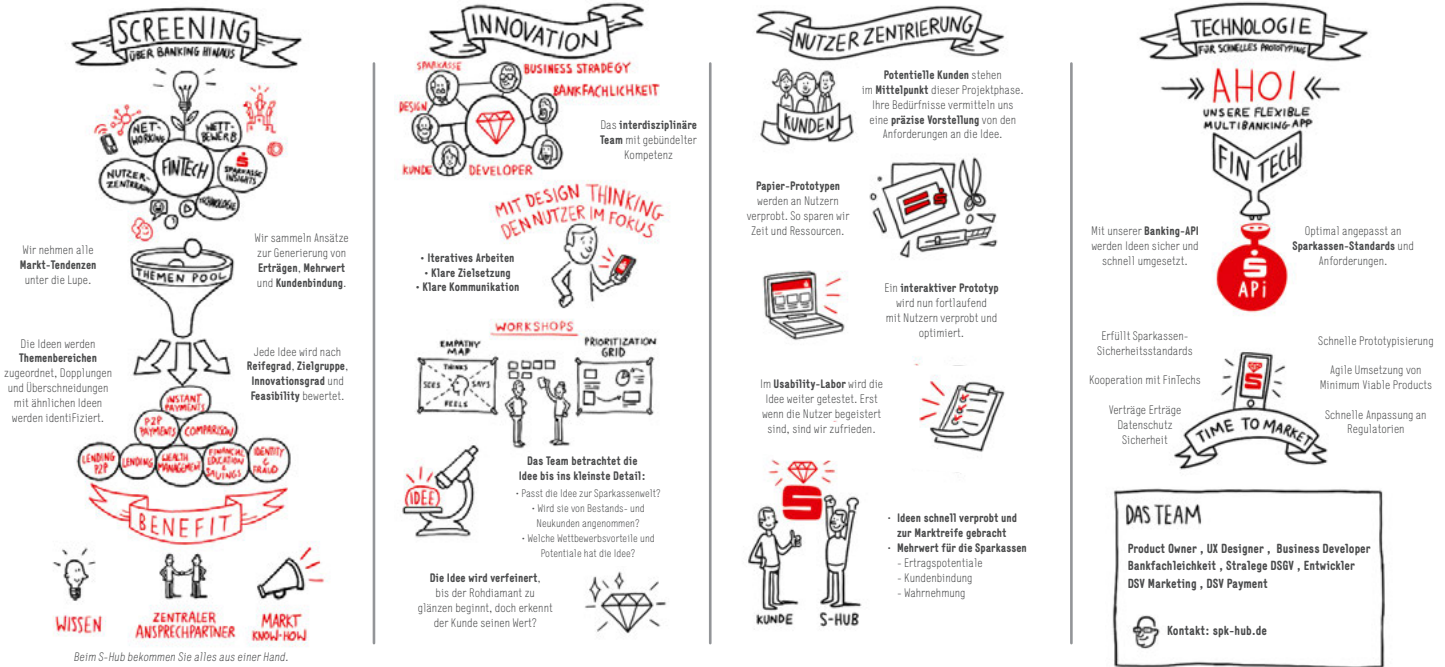 SCREENING
ÜBER BANKING HINAUS
NET-
WORKING
WETT-
BEWERB
FINTECH
NUTZER-
ZENTRIERUNG
SPARKASSE
INSIGHTS
TECHNOLOGIE
Wir nehmen alle
Markt-Tendenzen
unter die Lupe.
Wir sammeln Ansätze
zur Generierung von
Erträgen, Mehrwert
und Kundenbindung.
THEMEN POOL
Die Ideen werden
Themenbereichen
zugeordnet, Dopplungen
und Überschneidungen
mit ähnlichen Ideen
werden identiFiziert.
Jede Idee wird nach
Reifegrad, Zielgruppe,
Innovationsgrad und
Feasibility bewertet.
INSTANT
PAYMENTS
P2P
PAYMENTS
COMPARISON
LENDING
P2P
LENDING
WEALTH
MANAGEMENT
FINANCIAL
EDUCATION
&
SAVINGS
IDENTITY
&
FRAUD
BENEFIT
WISSEN
ZENTRALER
ANSPRECHPARTNER
MARKT
KNOW-HOW
Beim S-Hub bekommen Sie alles aus einer Hand.
INNOVATION
SPARKASSE
BUSINESS STRADEGY
BANKFACHLICHKEIT
DESIGN
KUNDE
DEVELOPER
Das interdisziplinäre
Team mit gebündelter
Kompetenz
MIT DESIGN THINKING
DEN NUTZER IM FOKUS
• Iteratives Arbeiten
• Klare Zielsetzung
• Klare Kommunikation
WORKSHOPS
EMPATHY
MAP
THINKS
SEES
SAYS
FEELS
PRIORITIZATION
GRID
IDEE
Das Team betrachtet die
Idee bis ins kleinste Detail:
• Passt die Idee zur Sparkassenwelt?
• Wird sie von Bestands- und
Neukunden angenommen?
• Welche Wettbewerbsvorteile und
Potentiale hat die Idee?
Die Idee wird verfeinert,
bis der Rohdiamant zu
glänzen beginnt, doch erkennt
der Kunde seinen Wert?
NUTZER ZENTRIERUNG
KUNDEN
Potentielle Kunden stehen
im Mittelpunkt dieser Projektphase.
Ihre Bedürfnisse vermitteln uns
eine präzise Vorstellung von den
Anforderungen an die Idee.
Papier-Prototypen
werden an Nutzern
verprobt. So sparen wir
Zeit und Ressourcen.
Ein interaktiver Prototyp
wird nun fortlaufend
mit Nutzern verprobt und
optimiert.
Im Usability-Labor wird die
Idee weiter getestet. Erst
wenn die Nutzer begeistert
sind, sind wir zufrieden.
KUNDE
S-HUB
• Ideen schnell verprobt und
zur Marktreife gebracht
• Mehrwert für die Sparkassen
- Ertragspotentiale
- Kundenbindung
- Wahrnehmung
TECHNOLOGIE
FÜR SCHNELLES PROTOTYPING
AHOI
UNSERE FLEXIBLE
MULTIBANKING APP
FIN TECH
Mit unserer Banking-API
werden Ideen sicher und
schnell umgesetzt.
API
Optimal angepasst an
Sparkassen-Standards und
Anforderungen.
Erfüllt Sparkassen-
Sicherheitsstandards
Kooperation mit FinTechs
Verträge Erträge
Datenschutz
Sicherheit
Schnelle Prototypisierung
Agile Umsetzung von
Minimum Viable Products
Schnelle Anpassung an
Regulatorien
TIME TO MARKET
DAS TEAM
Product Owner , UX Designer , Business Developer
Bankfachleichkeit , Stralege DSGV , Entwickler
DSV Marketing , DSV Payment
Kontakt: spk-hub.de